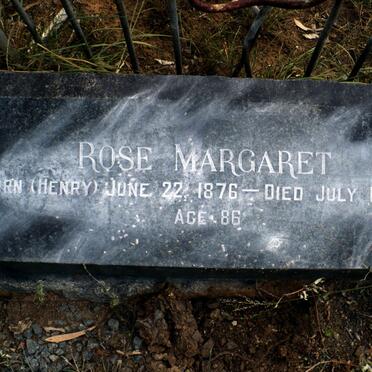 ROSE MARGARET
RN (HENRY) JUNE 22, 1876 — DIED JULY
AGE 86